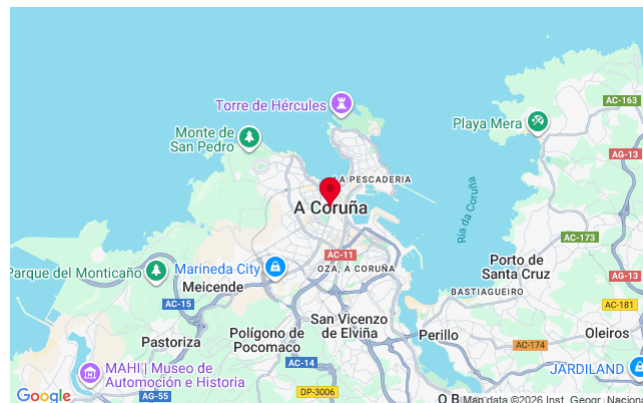 AC-163
Torre de Hércules
Playa Mera
Monte de
San Pedro
AG-13
LA PESCADERIA
A Coruña
Ría da Coruña
AC-173
AC-11
Parque del Monticaño
Marineda City
OZA, A CORUÑA
Porto de
Santa Cruz
AG-13
Meicende
BASTIAGUEIRO
AC-15
AC-181
San Vicenzo
de Elviña
Polígono de
Pocomaco
Perillo
Oleiros
Pastoriza
AC-174
AC-14
MAHI | Museo de
Automoción e Historia
JARDILAND
DP-3006
AG-55
Google
Map data ©2026 Inst. Geogr. Nacional